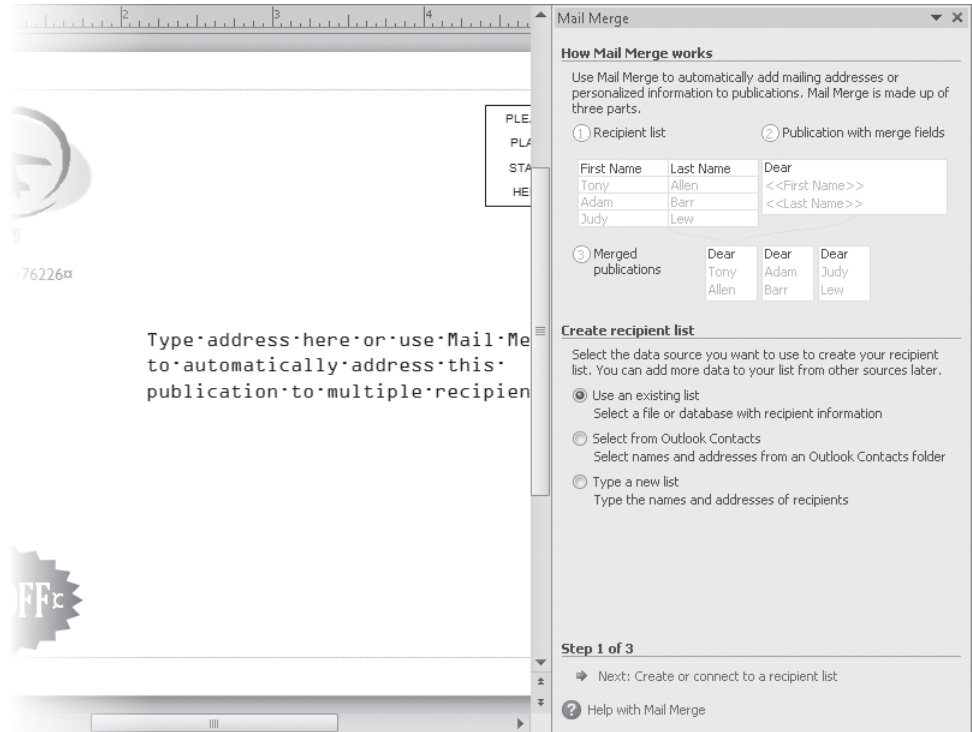 2 3 4
PLE
PLA
STA
HE
76226¤
Type·address·here·or·use·Mail·Me
to·automatically·address·this·
publication·to·multiple·recipien
FF¤
Mail Merge
How Mail Merge works
Use Mail Merge to automatically add mailing addresses or
personalized information to publications. Mail Merge is made up of
three parts.
1 Recipient list
2 Publication with merge fields
First Name Last Name
Tony Allen
Adam Barr
Judy Lew
Dear
<<First Name>>
<<Last Name>>
3 Merged
publications
Dear
Tony
Allen
Dear
Adam
Barr
Dear
Judy
Lew
Create recipient list
Select the data source you want to use to create your recipient
list. You can add more data to your list from other sources later.
Use an existing list
Select a file or database with recipient information
Select from Outlook Contacts
Select names and addresses from an Outlook Contacts folder
Type a new list
Type the names and addresses of recipients
Step 1 of 3
Next: Create or connect to a recipient list
Help with Mail Merge